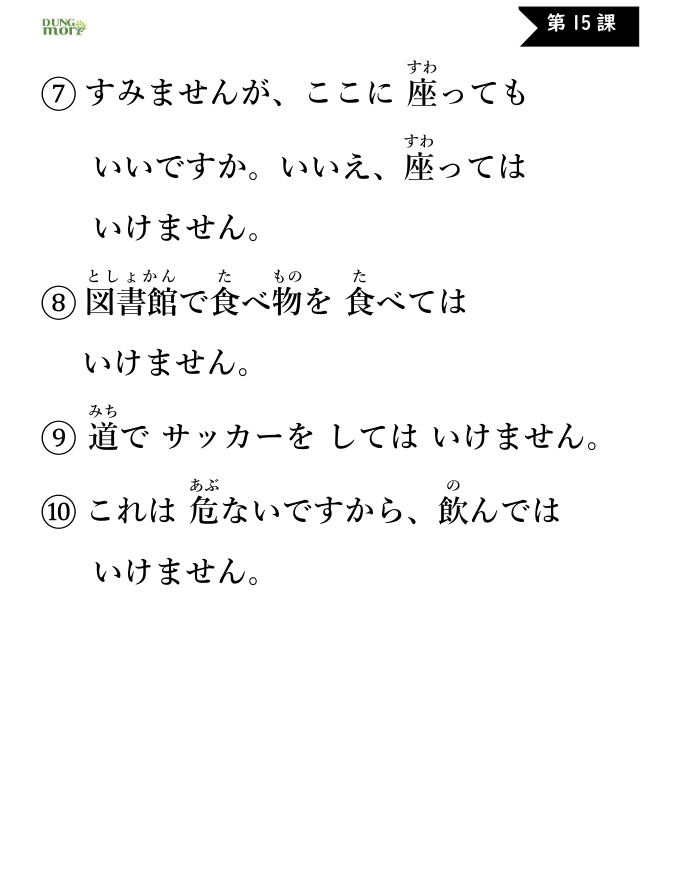 DUNG
mori
第 15 課
すわ
⑦ すみませんが、ここに 座っても
すわ
いいですか。いいえ、座っては
いけません。
としょかん た もの た
⑧ 図書館で食べ物を 食べては
いけません。
みち
⑨ 道で サッカーを しては いけません。
あぶ の
⑩ これは 危ないですから、飲んでは
いけません。